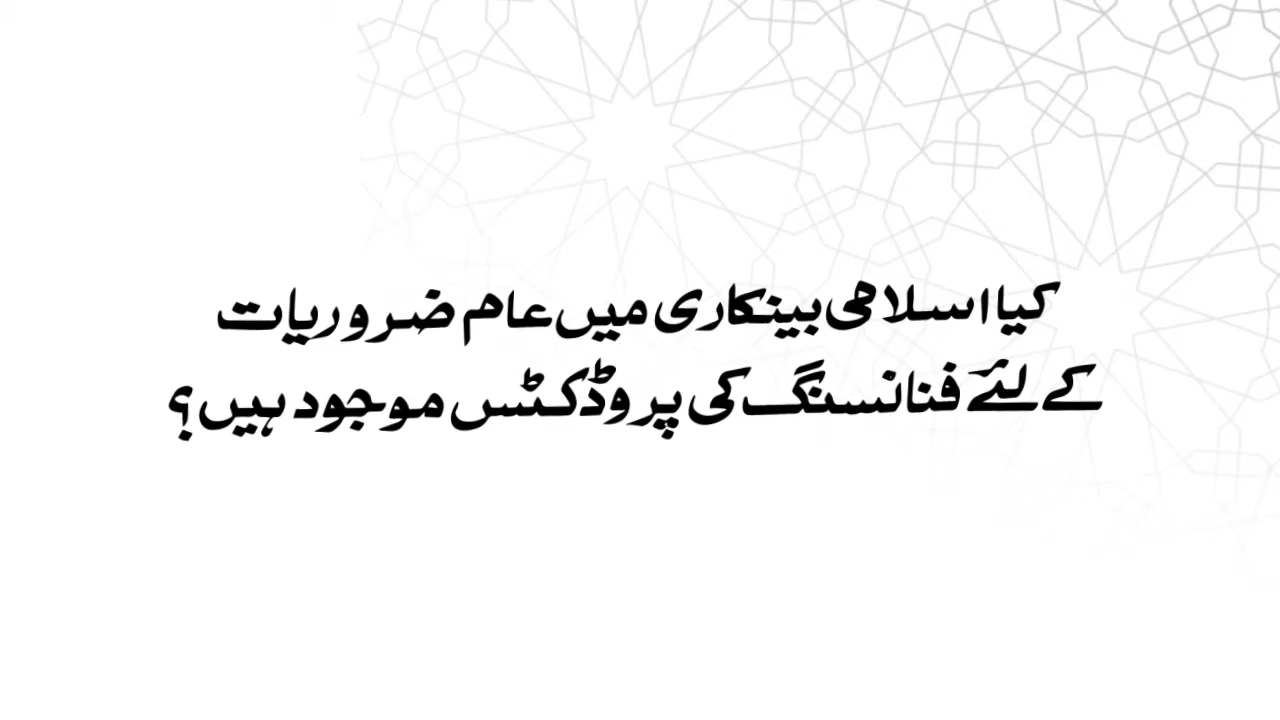 کیا اسلامی بینکاری میں عام ضروریات
کے لئے فنانسنگ کی پروڈکٹس موجود ہیں؟